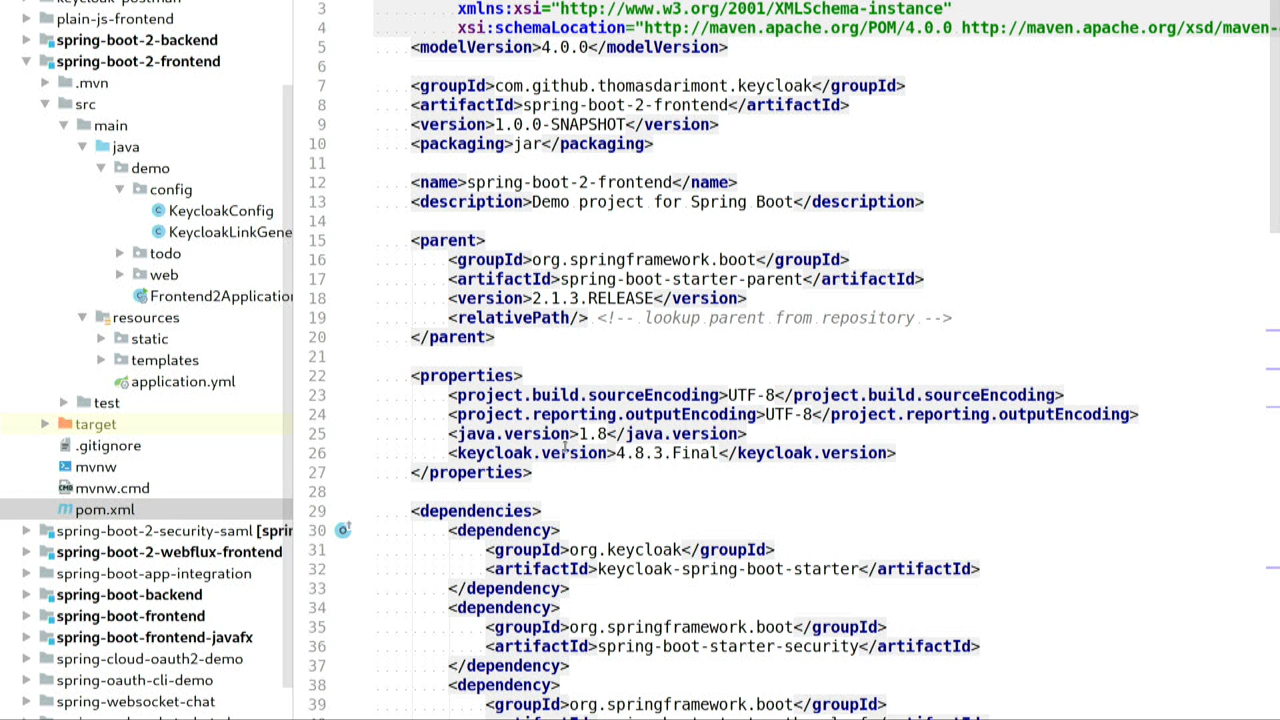 keycloak-postman
plain-js-frontend
spring-boot-2-backend
spring-boot-2-frontend
.mvn
src
main
java
demo
config
KeycloakConfig
KeycloakLinkGene
todo
web
Frontend2Applicatio
resources
static
templates
application.yml
test
target
.gitignore
mvnw
mvnw.cmd
pom.xml
spring-boot-2-security-saml [spri
spring-boot-2-webflux-frontend
spring-boot-app-integration
spring-boot-backend
spring-boot-frontend
spring-boot-frontend-javafx
spring-cloud-oauth2-demo
spring-oauth-cli-demo
spring-websocket-chat
3 xmlns:xsi="http://www.w3.org/2001/XMLSchema-instance"
4 xsi:schemaLocation="http://maven.apache.org/POM/4.0.0 http://maven.apache.org/xsd/maven-
5 <modelVersion>4.0.0</modelVersion>
6
7 <groupId>com.github.thomasdarimont.keycloak</groupId>
8 <artifactId>spring-boot-2-frontend</artifactId>
9 <version>1.0.0-SNAPSHOT</version>
10 <packaging>jar</packaging>
11
12 <name>spring-boot-2-frontend</name>
13 <description>Demo project for Spring Boot</description>
14
15 <parent>
16 <groupId>org.springframework.boot</groupId>
17 <artifactId>spring-boot-starter-parent</artifactId>
18 <version>2.1.3.RELEASE</version>
19 <relativePath/> <!-- lookup parent from repository -->
20 </parent>
21
22 <properties>
23 <project.build.sourceEncoding>UTF-8</project.build.sourceEncoding>
24 <project.reporting.outputEncoding>UTF-8</project.reporting.outputEncoding>
25 <java.version>1.8</java.version>
26 <keycloak.version>4.8.3.Final</keycloak.version>
27 </properties>
28
29 <dependencies>
30 <dependency>
31 <groupId>org.keycloak</groupId>
32 <artifactId>keycloak-spring-boot-starter</artifactId>
33 </dependency>
34 <dependency>
35 <groupId>org.springframework.boot</groupId>
36 <artifactId>spring-boot-starter-security</artifactId>
37 </dependency>
38 <dependency>
39 <groupId>org.springframework.boot</groupId>